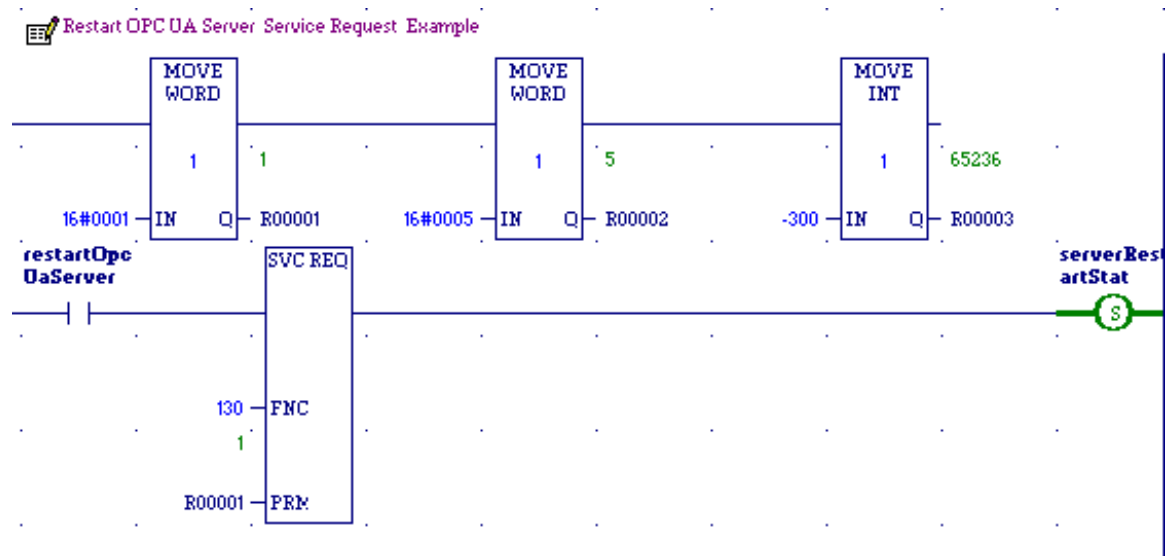 Restart OPC UA Server Service Request Example
MOVE WORD
MOVE WORD
MOVE INT
1
1
1
5
1
65236
16#0001
IN
Q
R00001
16#0005
IN
Q
R00002
-300
IN
Q
R00003
restartOpc
UaServer
SVC REQ
serverRest
artStat
S
130
FNC
1
R00001
PRM